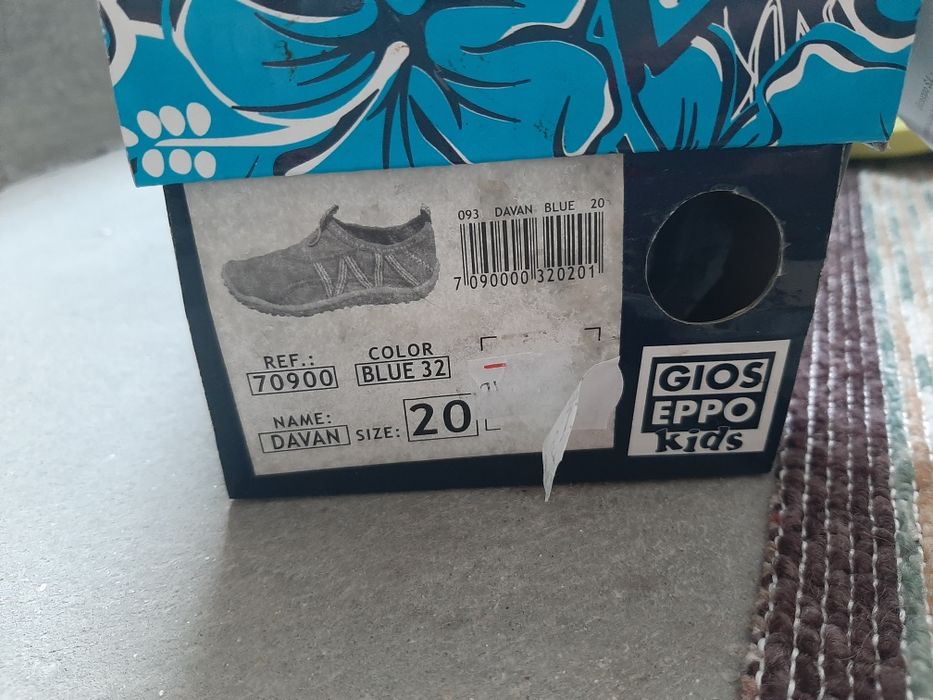 093 DAVAN BLUE 20
7 090000 320201
REF.:
70900
COLOR
BLUE 32
NAME:
DAVAN
SIZE:
20
GIOS
EPPO
kids